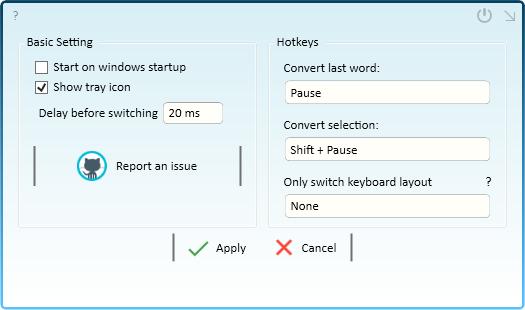 ?
Basic Setting
Start on windows startup
Show tray icon
Delay before switching 20 ms
Report an issue
Hotkeys
Convert last word:
Pause
Convert selection:
Shift + Pause
Only switch keyboard layout ?
None
Apply Cancel